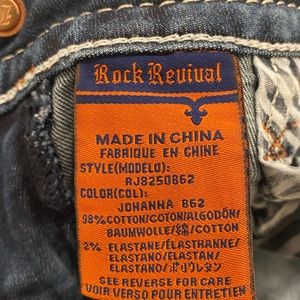 Rock Revival
MADE IN CHINA
FABRIQUE EN CHINE
STYLE(MODELO):
RJ8250B62
COLOR(COL):
JOHANNA B62
98%COTTON/COTON/ALGODÓN/
BAUMWOLLE/綿/COTTON
2% ELASTANE/ÉLASTHANNE/
ELASTANO/ELASTAN/
ELASTANO/ポリウレタン
SEE REVERSE FOR CARE
VOIR VERSO POUR ENTRETIEN